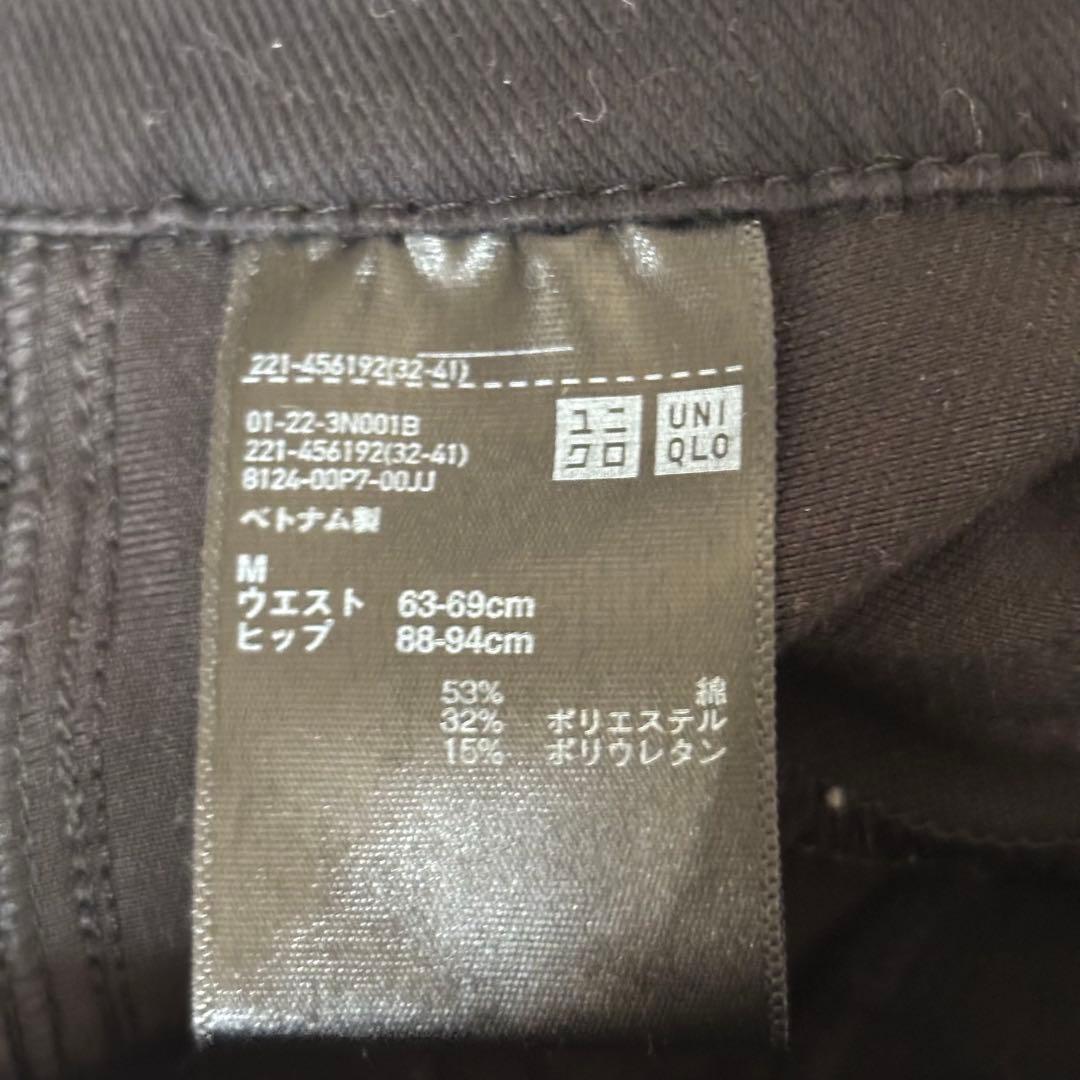 221-456192(32-41)
01-22-3N001B
221-456192(32-41)
8124-00P7-00JJ
ユニ
クロ
UNI
QLO
ベトナム製
M
ウエスト 63-69cm
ヒップ 88-94cm
53% 綿
32% ポリエステル
15% ポリウレタン